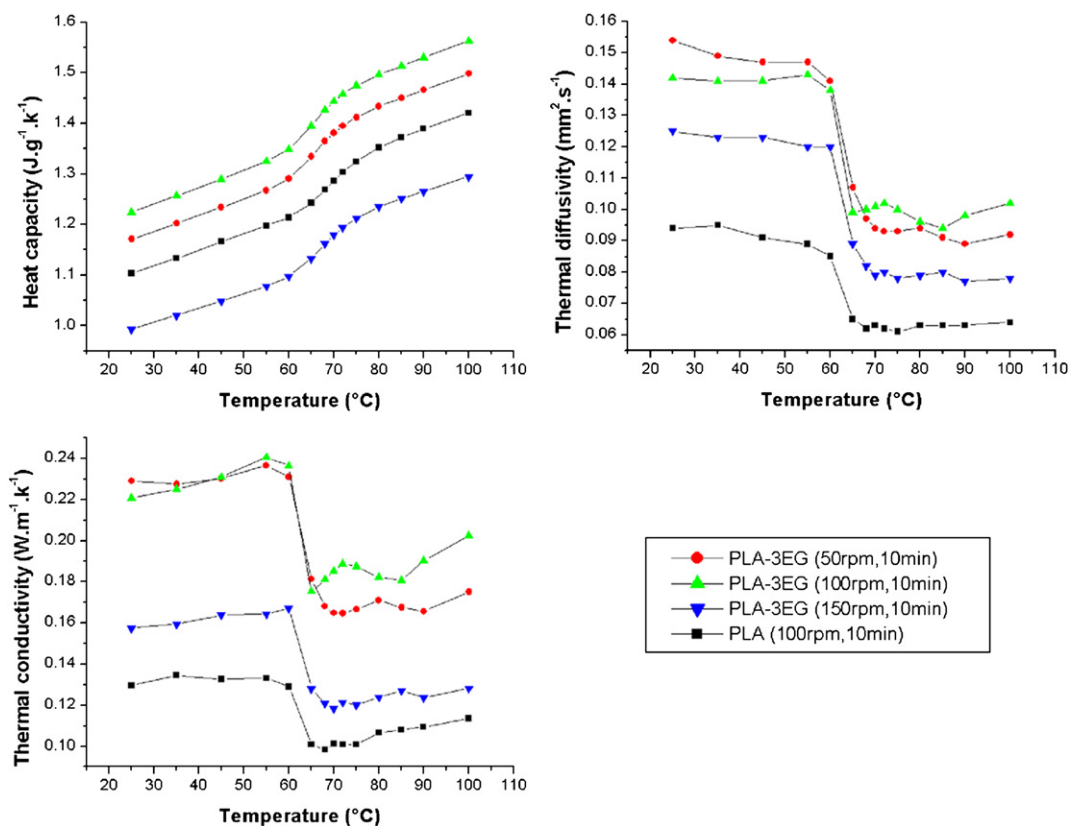 Heat capacity (J.g⁻¹.k⁻¹)
1.6
1.5
1.4
1.3
1.2
1.1
1.0
20 30 40 50 60 70 80 90 100 110
Temperature (°C)
Thermal diffusivity (mm².s⁻¹)
0.16
0.15
0.14
0.13
0.12
0.11
0.10
0.09
0.08
0.07
0.06
20 30 40 50 60 70 80 90 100 110
Temperature (°C)
Thermal conductivity (W.m⁻¹.k⁻¹)
0.24
0.22
0.20
0.18
0.16
0.14
0.12
0.10
20 30 40 50 60 70 80 90 100 110
Temperature (°C)
PLA-3EG (50rpm,10min)
PLA-3EG (100rpm,10min)
PLA-3EG (150rpm,10min)
PLA (100rpm,10min)